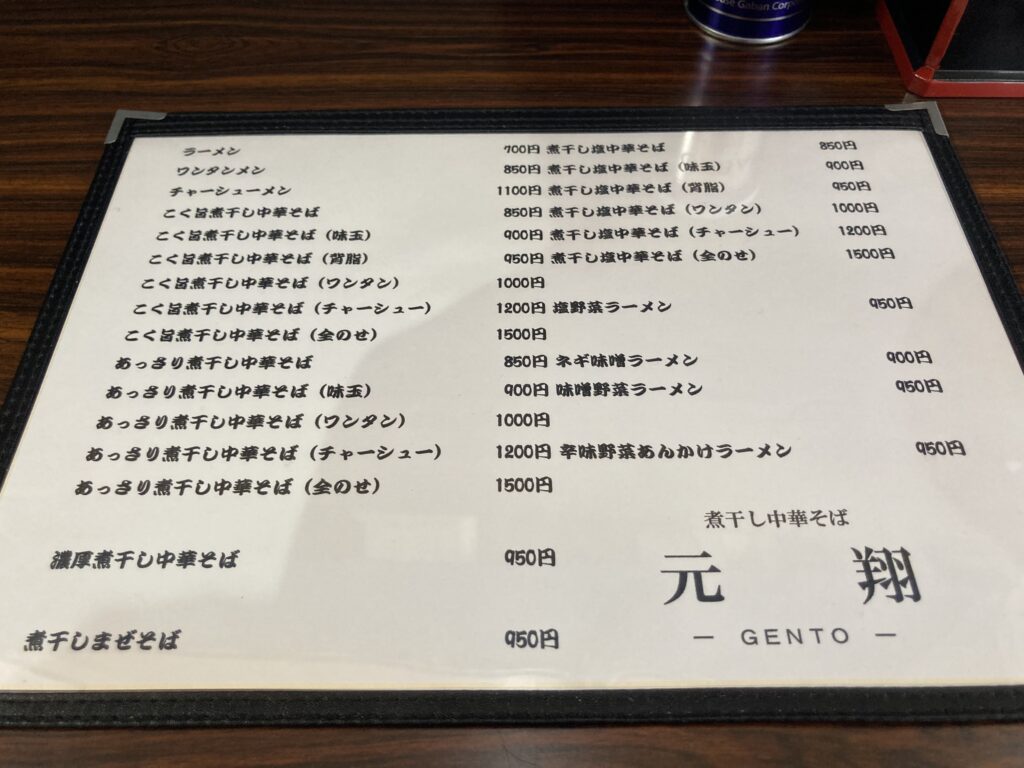 use Gaban Corpo
ラーメン 700円
ワンタンメン 850円
チャーシューメン 1100円
こく旨煮干し中華そば 850円
こく旨煮干し中華そば（味玉） 900円
こく旨煮干し中華そば（背脂） 950円
こく旨煮干し中華そば（ワンタン） 1000円
こく旨煮干し中華そば（チャーシュー） 1200円
こく旨煮干し中華そば（全のせ） 1500円
あっさり煮干し中華そば 850円
あっさり煮干し中華そば（味玉） 900円
あっさり煮干し中華そば（ワンタン） 1000円
あっさり煮干し中華そば（チャーシュー） 1200円
あっさり煮干し中華そば（全のせ） 1500円
濃厚煮干し中華そば 950円
煮干しまぜそば 950円
煮干し塩中華そば 850円
煮干し塩中華そば（味玉） 900円
煮干し塩中華そば（背脂） 950円
煮干し塩中華そば（ワンタン） 1000円
煮干し塩中華そば（チャーシュー） 1200円
煮干し塩中華そば（全のせ） 1500円
塩野菜ラーメン 950円
ネギ味噌ラーメン 900円
味噌野菜ラーメン 950円
辛味野菜あんかけラーメン 950円
煮干し中華そば
元 翔
— GENTO —